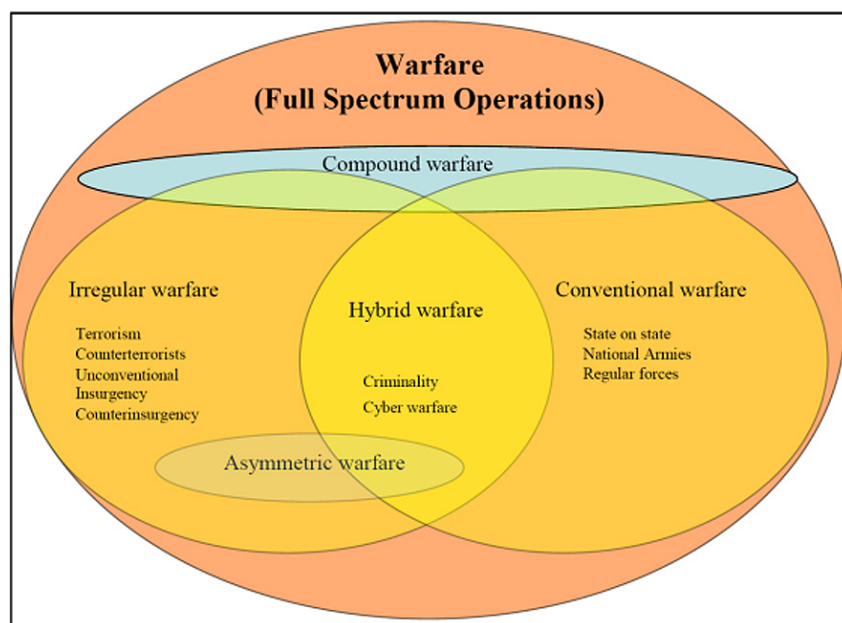 Warfare
(Full Spectrum Operations)
Compound warfare
Irregular warfare
Terrorism
Counterterrorists
Unconventional
Insurgency
Counterinsurgency
Hybrid warfare
Criminality
Cyber warfare
Conventional warfare
State on state
National Armies
Regular forces
Asymmetric warfare